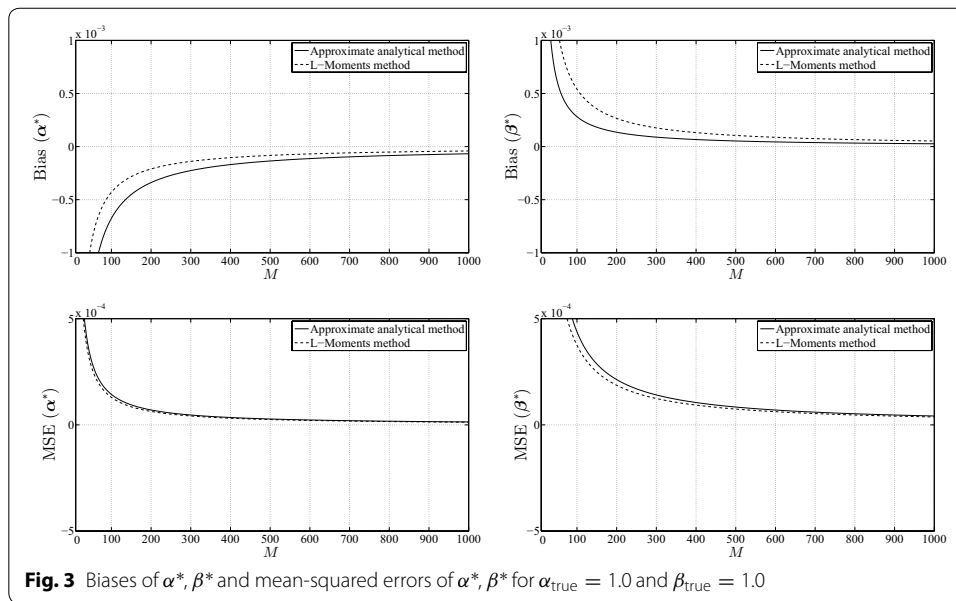 x 10⁻³
1
0.5
0
−0.5
−1
Bias (α*)
0 100 200 300 400 500 600 700 800 900 1000
M
Approximate analytical method
L−Moments method
x 10⁻³
1
0.5
0
−0.5
−1
Bias (β*)
0 100 200 300 400 500 600 700 800 900 1000
M
Approximate analytical method
L−Moments method
x 10⁻⁴
5
0
−5
MSE (α*)
0 100 200 300 400 500 600 700 800 900 1000
M
Approximate analytical method
L−Moments method
x 10⁻⁴
5
0
−5
MSE (β*)
0 100 200 300 400 500 600 700 800 900 1000
M
Approximate analytical method
L−Moments method
Fig. 3 Biases of α*, β* and mean-squared errors of α*, β* for α_true = 1.0 and β_true = 1.0